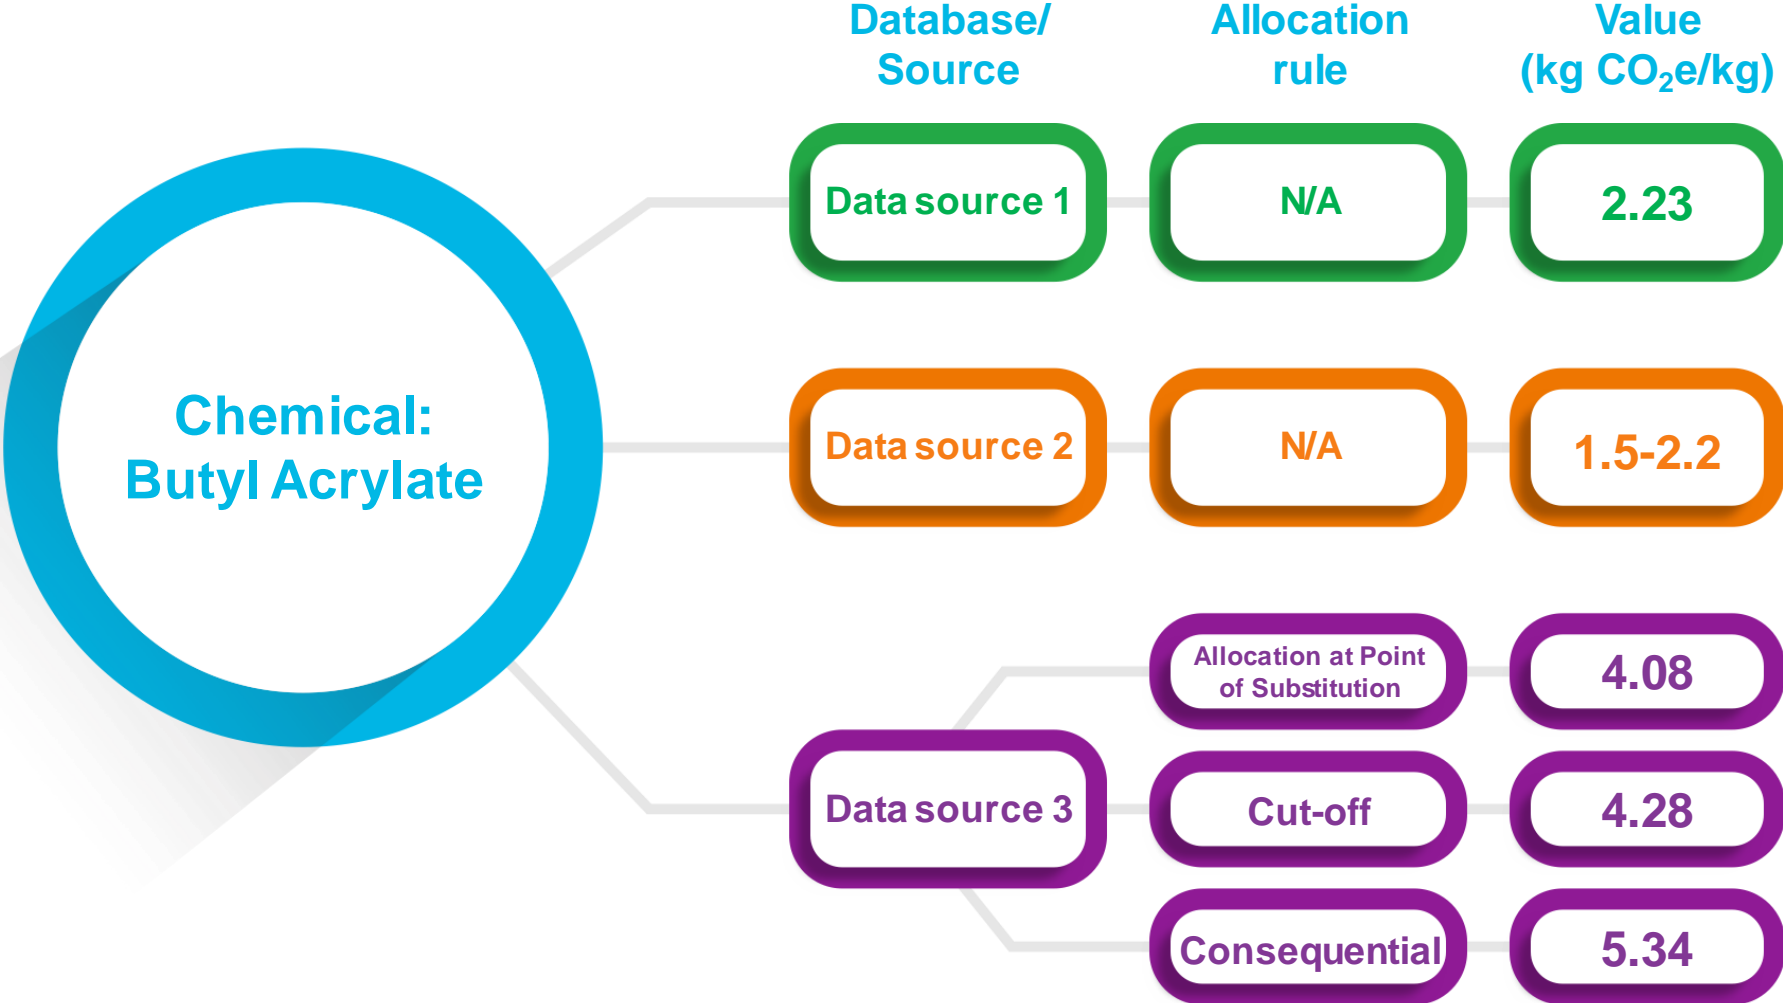 Database/
Source
Allocation
rule
Value
(kg CO₂e/kg)
Chemical:
Butyl Acrylate
Data source 1
N/A
2.23
Data source 2
N/A
1.5-2.2
Data source 3
Allocation at Point
of Substitution
4.08
Cut-off
4.28
Consequential
5.34